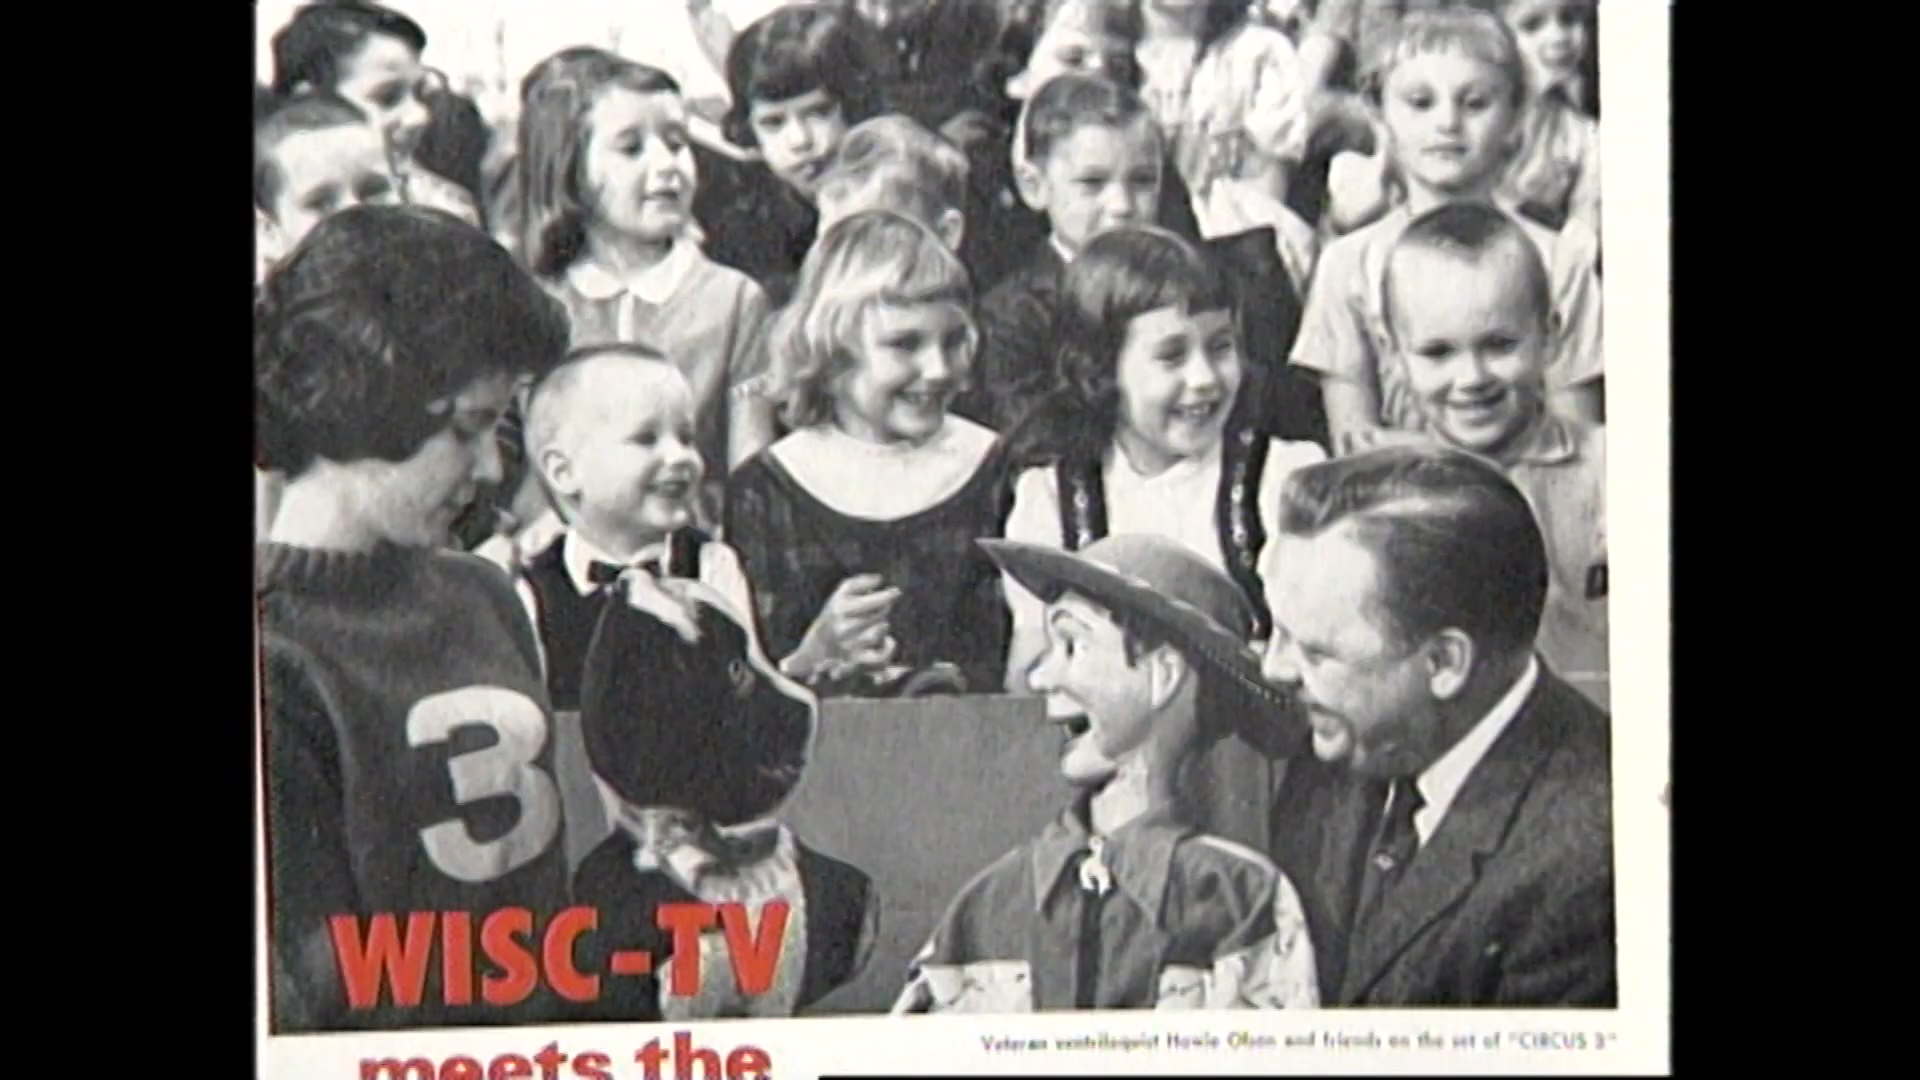 3
WISC-TV
meets the
Veteran ventriloquist Howie Olson and friends on the set of "CIRCUS 3"